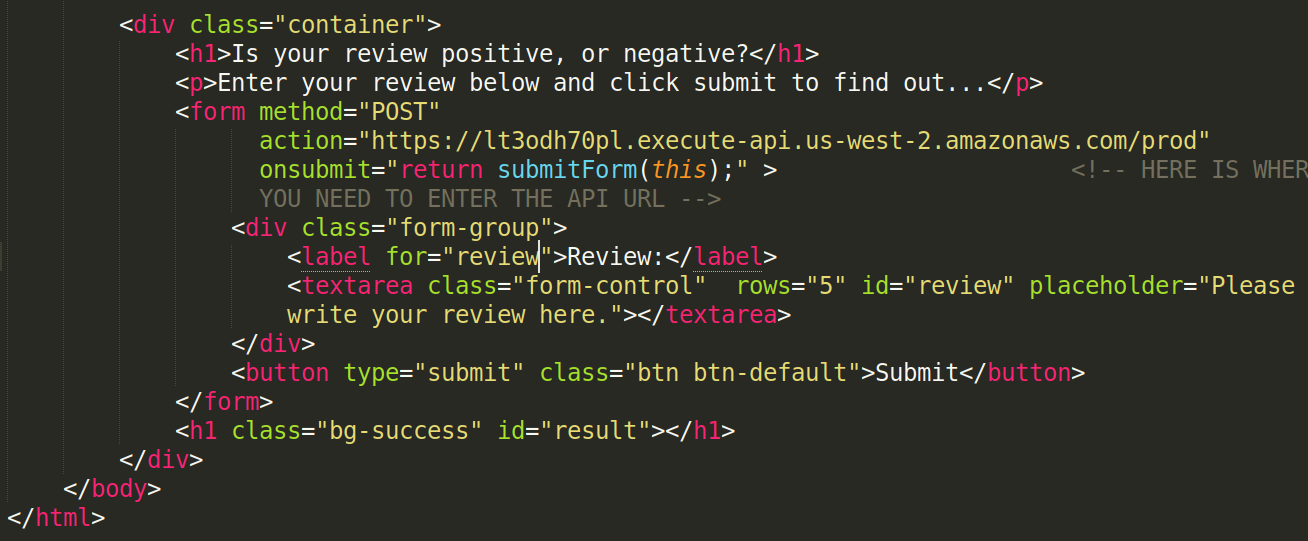 <div class="container">
<h1>Is your review positive, or negative?</h1>
<p>Enter your review below and click submit to find out...</p>
<form method="POST"
action="https://lt3odh70pl.execute-api.us-west-2.amazonaws.com/prod"
onsubmit="return submitForm(this);" > <!-- HERE IS WHER
YOU NEED TO ENTER THE API URL -->
<div class="form-group">
<label for="review">Review:</label>
<textarea class="form-control"  rows="5" id="review" placeholder="Please
write your review here."></textarea>
</div>
<button type="submit" class="btn btn-default">Submit</button>
</form>
<h1 class="bg-success" id="result"></h1>
</div>
</body>
</html>